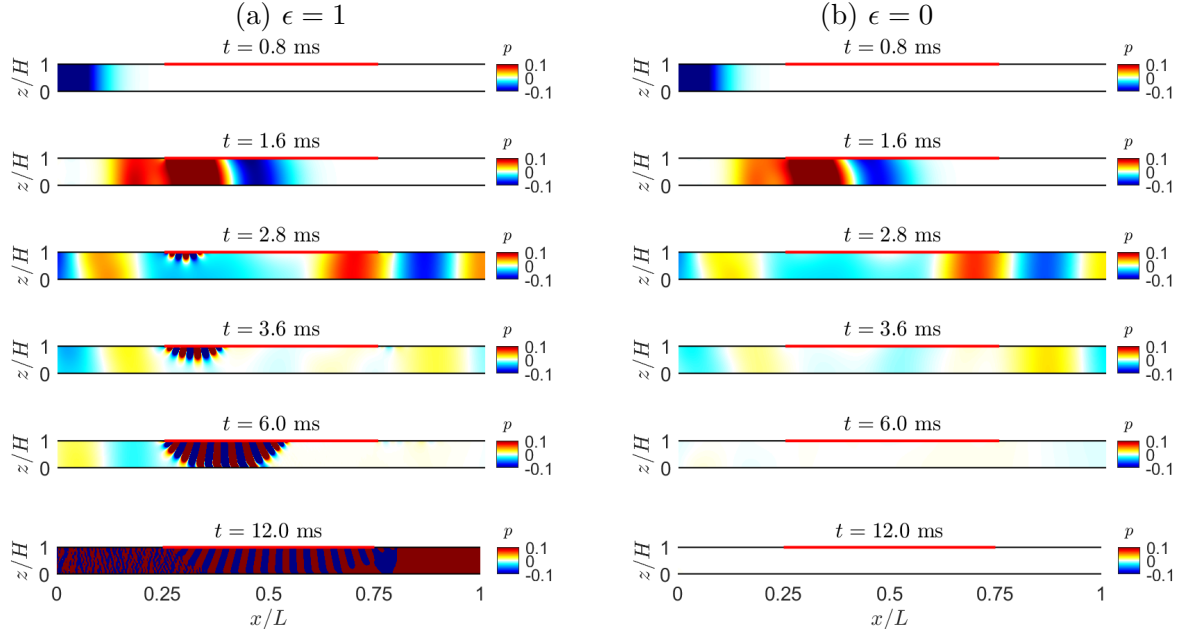 (a) ϵ = 1
t = 0.8 ms
z/H
1
0
p
0.1
0
-0.1
t = 1.6 ms
z/H
1
0
p
0.1
0
-0.1
t = 2.8 ms
z/H
1
0
p
0.1
0
-0.1
t = 3.6 ms
z/H
1
0
p
0.1
0
-0.1
t = 6.0 ms
z/H
1
0
p
0.1
0
-0.1
t = 12.0 ms
z/H
1
0
p
0.1
0
-0.1
0 0.25 0.5 0.75 1
x/L
(b) ϵ = 0
t = 0.8 ms
z/H
1
0
p
0.1
0
-0.1
t = 1.6 ms
z/H
1
0
p
0.1
0
-0.1
t = 2.8 ms
z/H
1
0
p
0.1
0
-0.1
t = 3.6 ms
z/H
1
0
p
0.1
0
-0.1
t = 6.0 ms
z/H
1
0
p
0.1
0
-0.1
t = 12.0 ms
z/H
1
0
p
0.1
0
-0.1
0 0.25 0.5 0.75 1
x/L